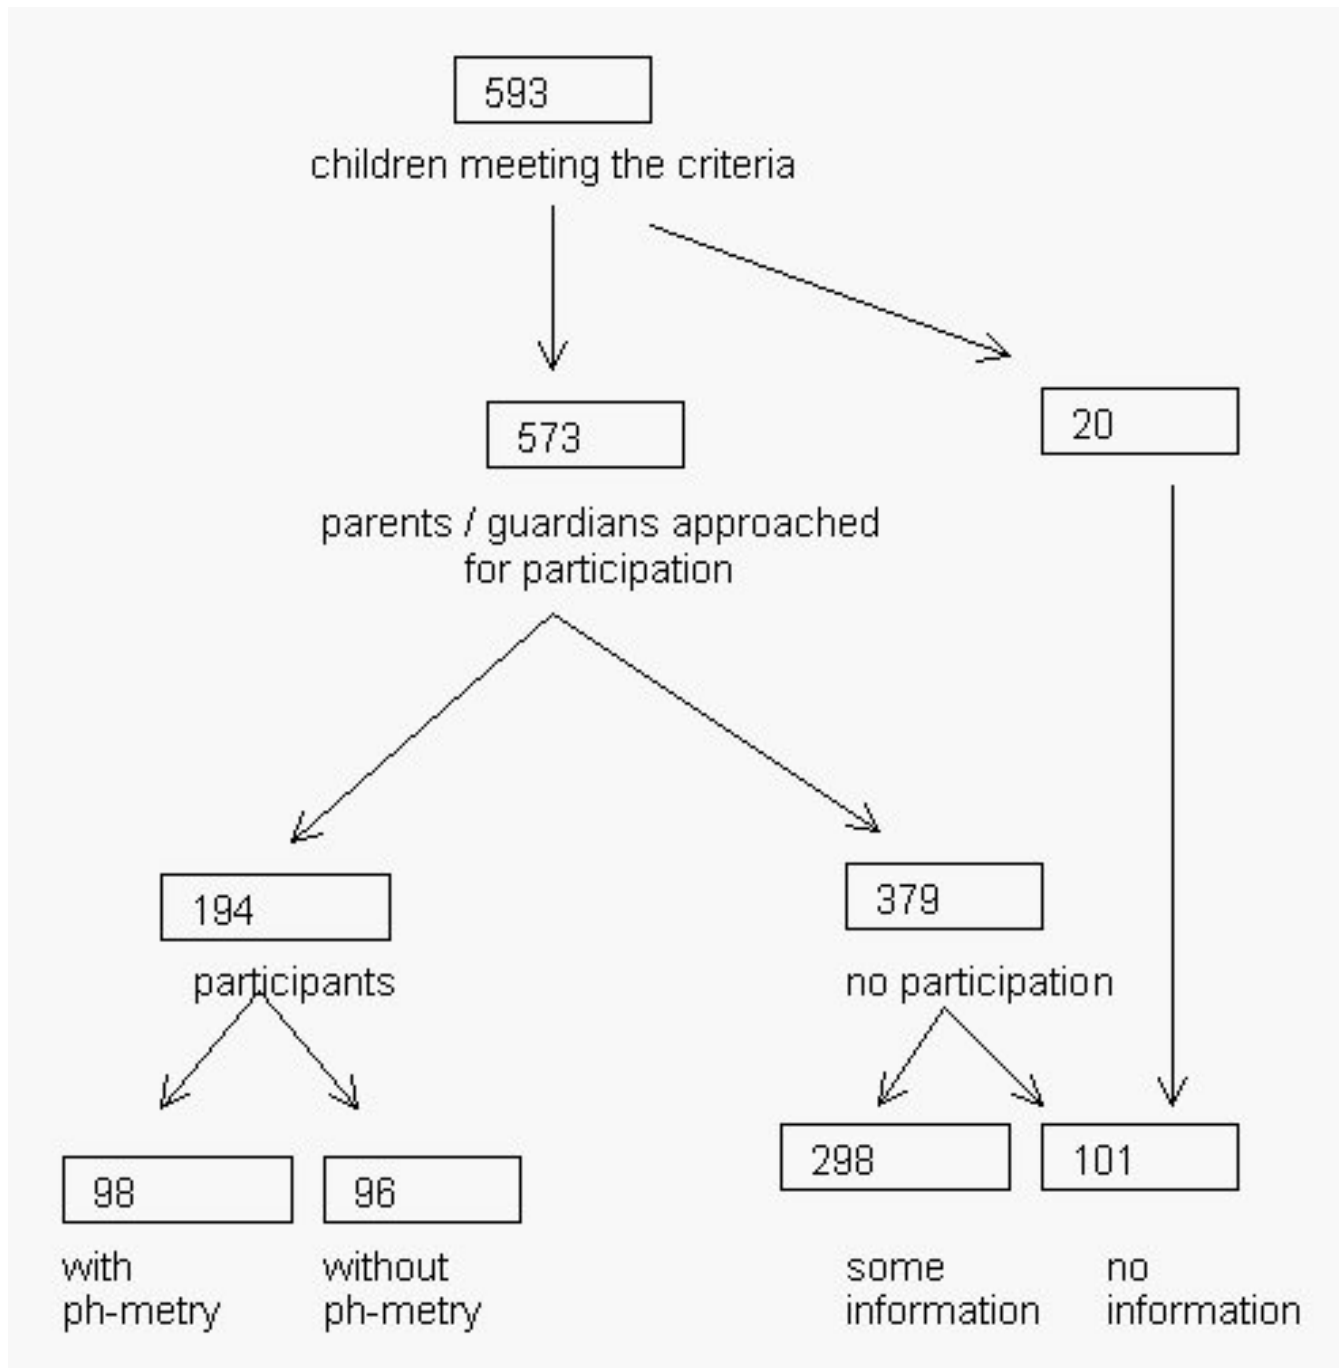 593
children meeting the criteria
573
20
parents / guardians approached
for participation
194
379
participants
no participation
98
96
298
101
with
ph-metry
without
ph-metry
some
information
no
information